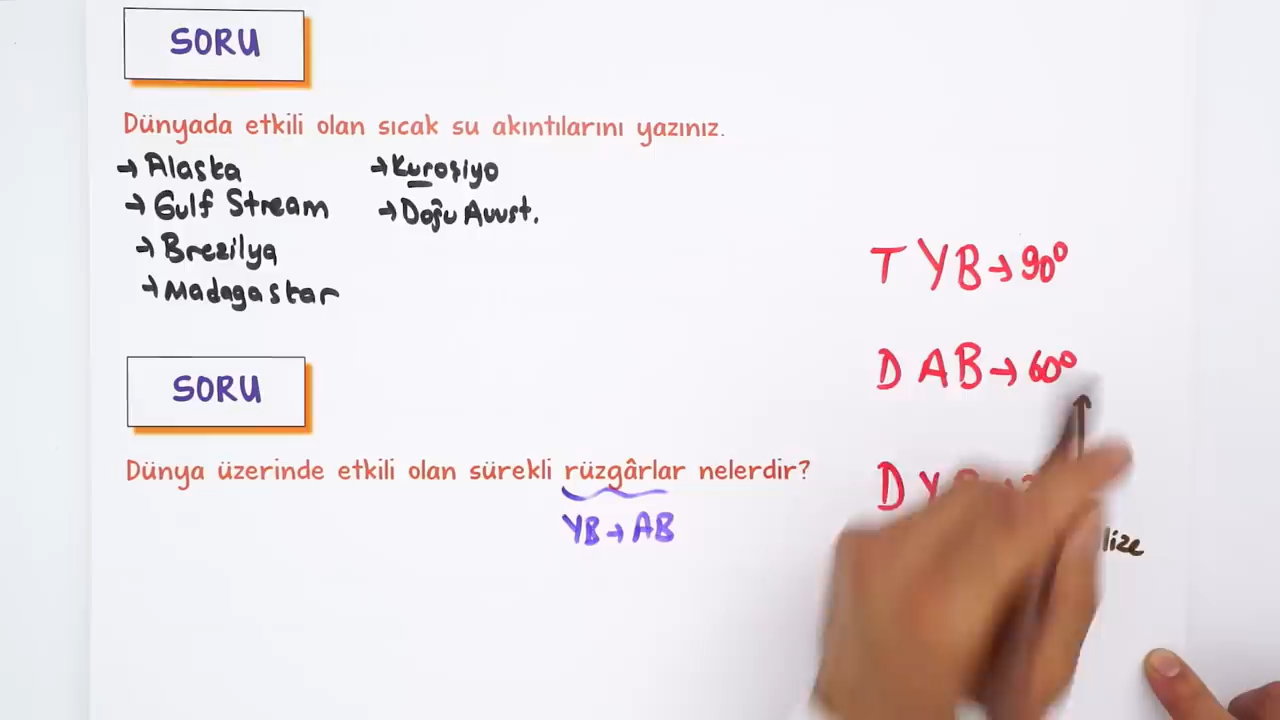 SORU
Dünyada etkili olan sıcak su akıntılarını yazınız.
→ Alaska
→ Gulf Stream
→ Brezilya
→ Madagaskar
→ Kuroşiyo
→ Doğu Avust.
SORU
Dünya üzerinde etkili olan sürekli rüzgârlar nelerdir?
YB → AB
T YB → 90°
D AB → 60°
D
lize